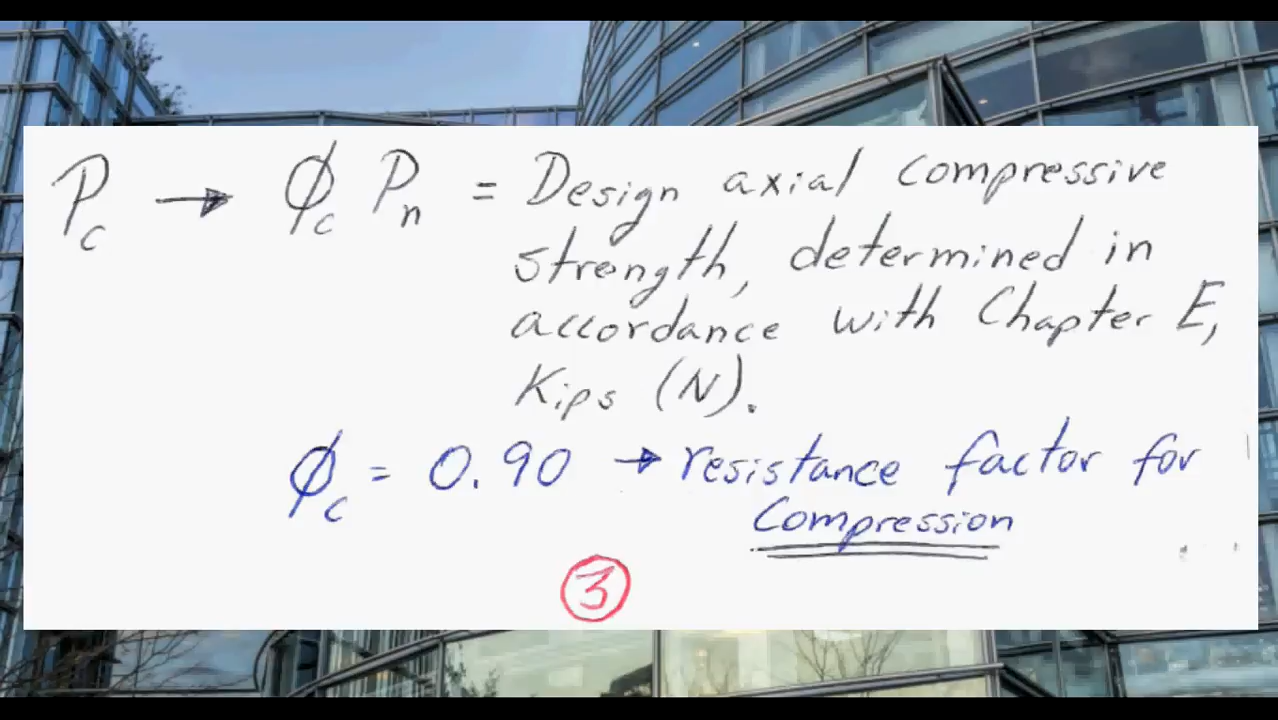 Pc → ϕc Pn = Design axial compressive
strength, determined in
accordance with Chapter E,
Kips (N).
ϕc = 0.90 → resistance factor for
Compression
3